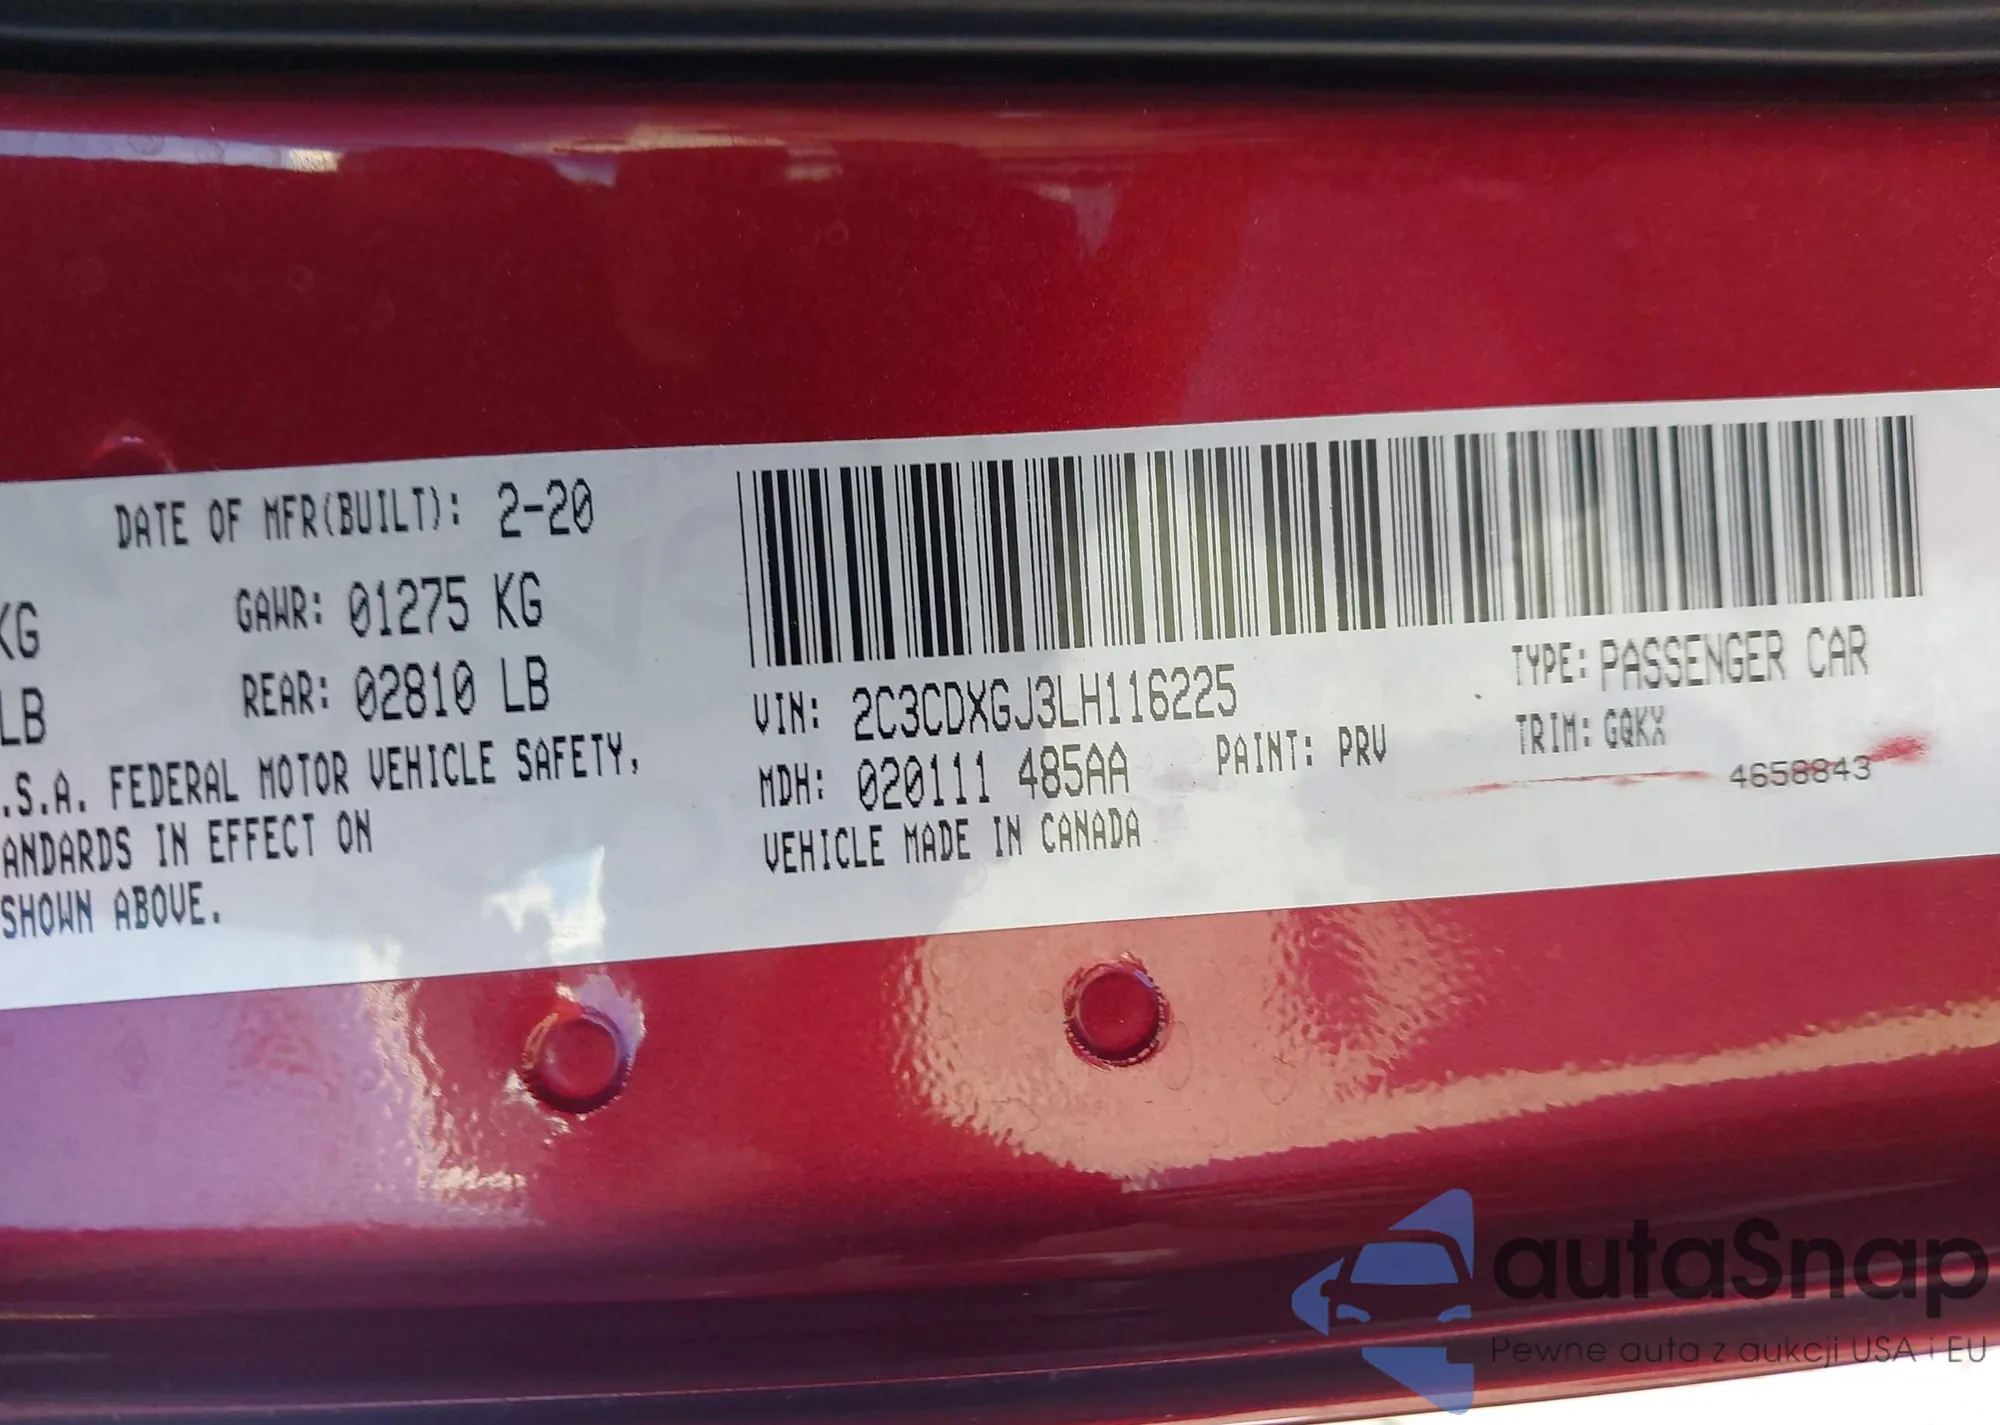 DATE OF MFR(BUILT): 2-20
KG GAWR: 01275 KG
LB REAR: 02810 LB
.S.A. FEDERAL MOTOR VEHICLE SAFETY,
ANDARDS IN EFFECT ON
SHOWN ABOVE.
VIN: 2C3CDXGJ3LH116225 TYPE: PASSENGER CAR
MDH: 020111 485AA PAINT: PRV TRIM: GQKX
VEHICLE MADE IN CANADA 4658843
autaSnap
Pewne auta z aukcji USA i EU